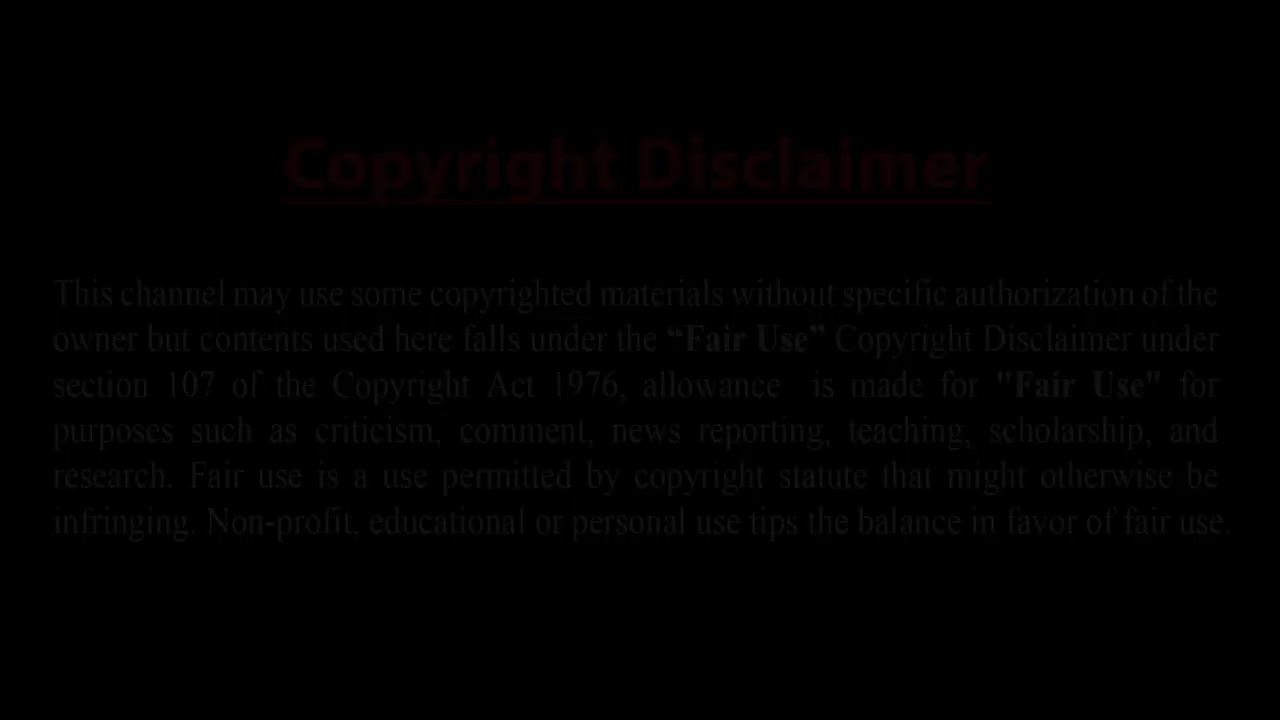 Copyright Disclaimer
This channel may use some copyrighted materials without specific authorization of the
owner but contents used here falls under the “Fair Use” Copyright Disclaimer under
section 107 of the Copyright Act 1976, allowance is made for "Fair Use" for
purposes such as criticism, comment, news reporting, teaching, scholarship, and
research. Fair use is a use permitted by copyright statute that might otherwise be
infringing. Non-profit, educational or personal use tips the balance in favor of fair use.